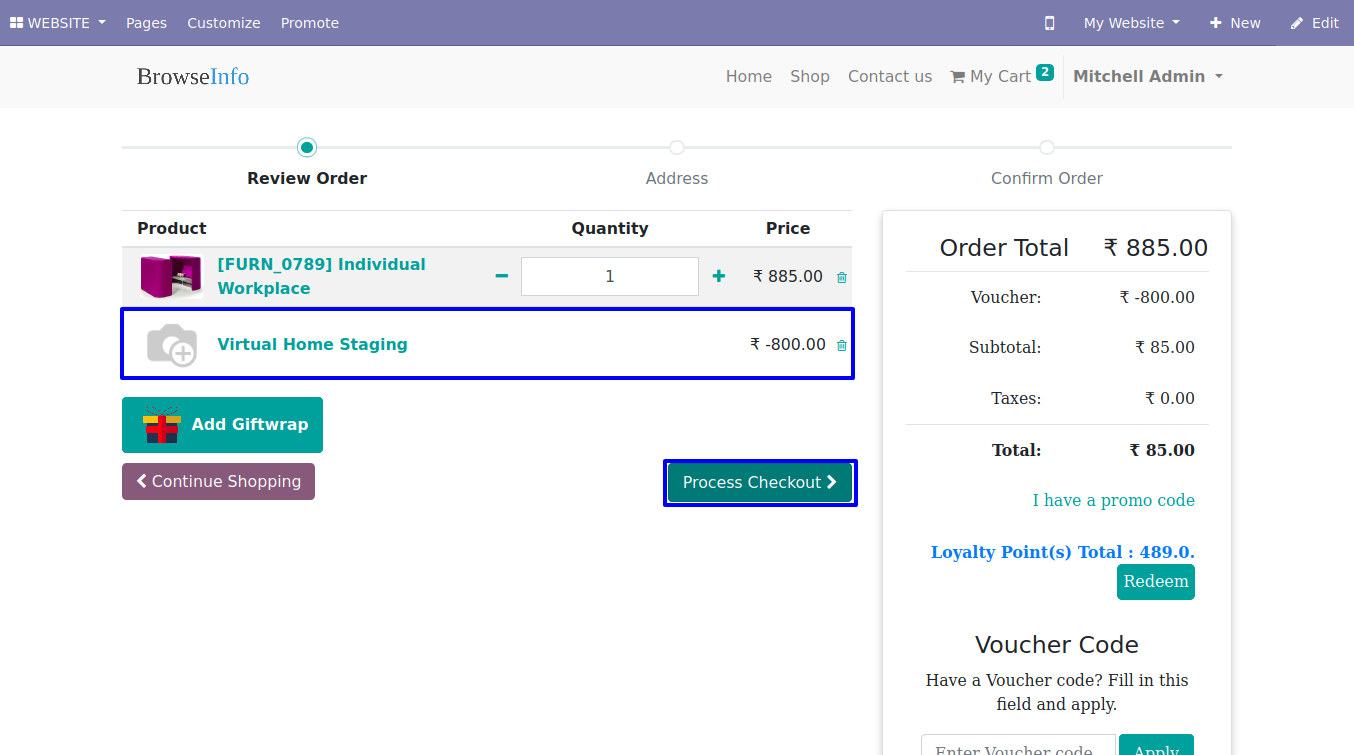 WEBSITE Pages Customize Promote My Website New Edit
BrowseInfo Home Shop Contact us My Cart 2 Mitchell Admin
Review Order Address Confirm Order
Product Quantity Price
[FURN_0789] Individual
Workplace
1
₹ 885.00
Virtual Home Staging ₹ -800.00
Add Giftwrap
Continue Shopping Process Checkout
Order Total ₹ 885.00
Voucher: ₹ -800.00
Subtotal: ₹ 85.00
Taxes: ₹ 0.00
Total: ₹ 85.00
I have a promo code
Loyalty Point(s) Total : 489.0.
Redeem
Voucher Code
Have a Voucher code? Fill in this
field and apply.
Enter Voucher code Apply